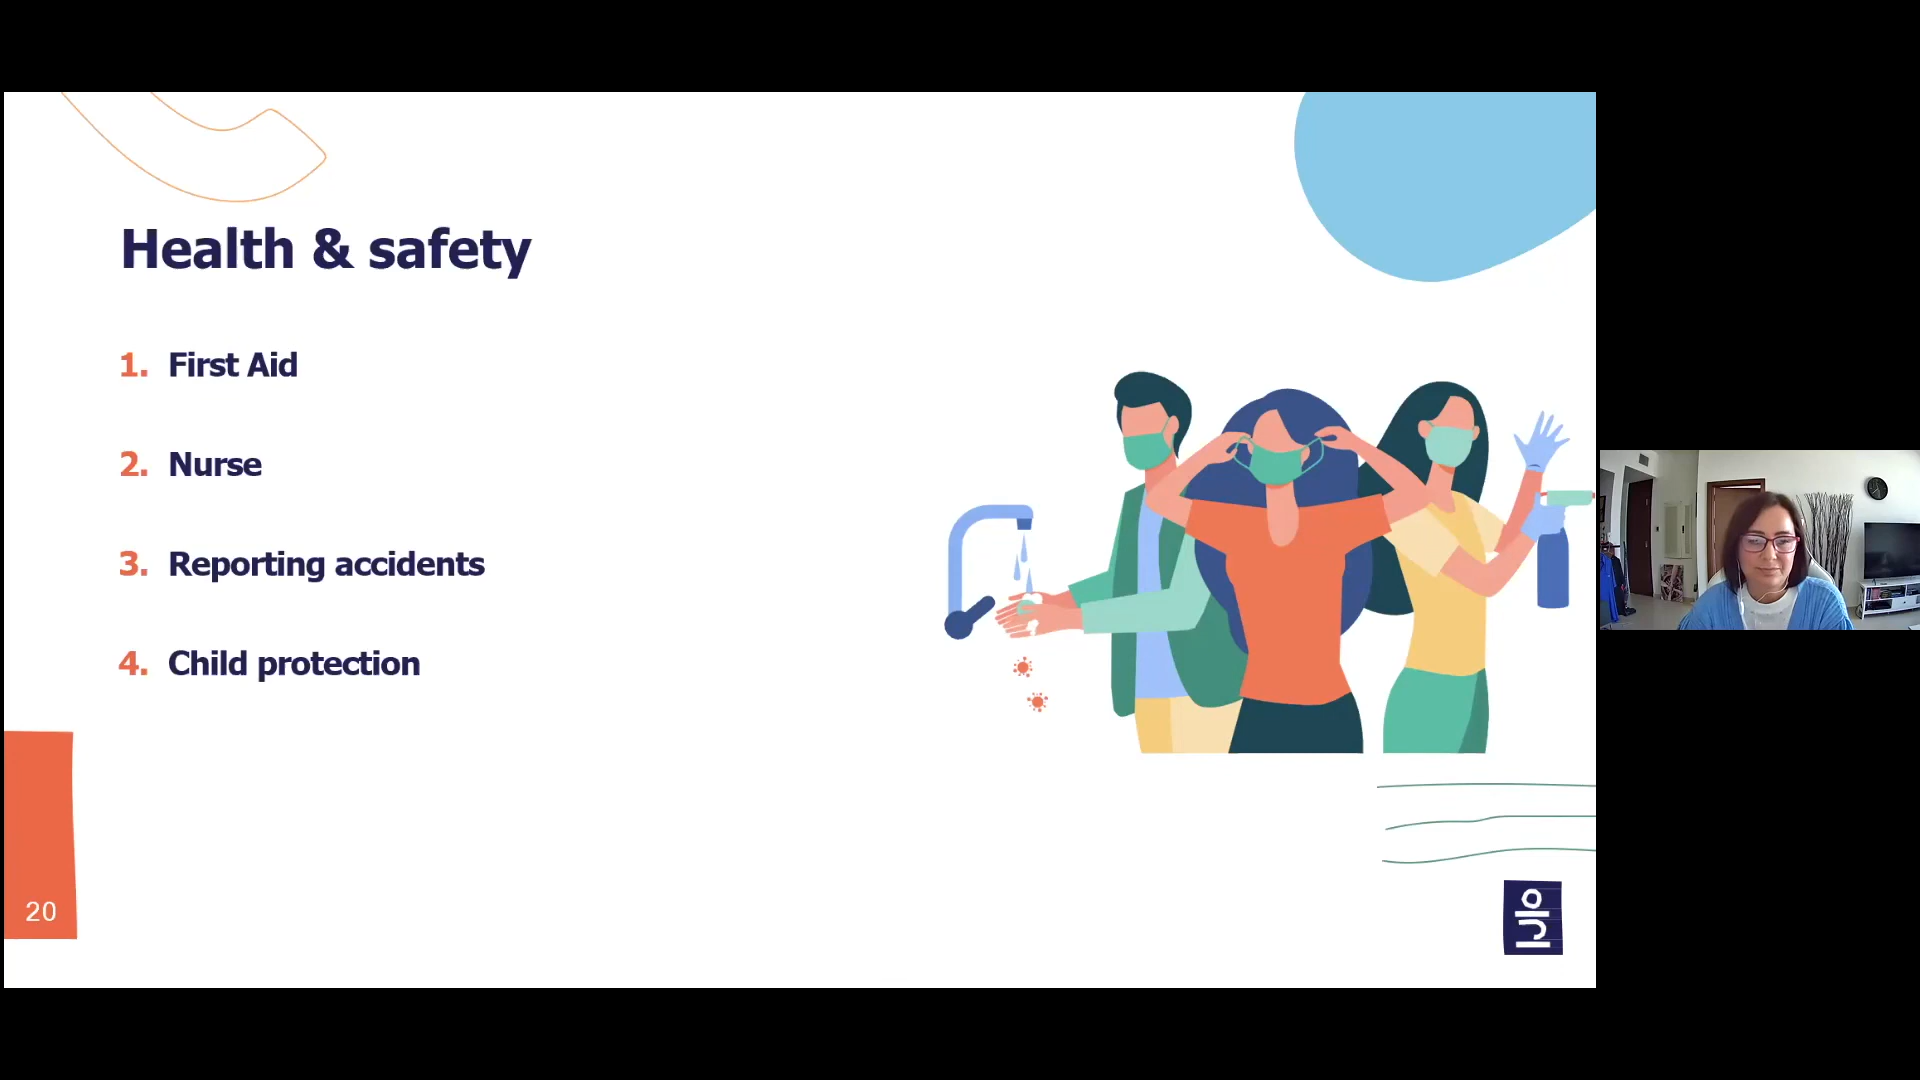 Health & safety
1. First Aid
2. Nurse
3. Reporting accidents
4. Child protection
20